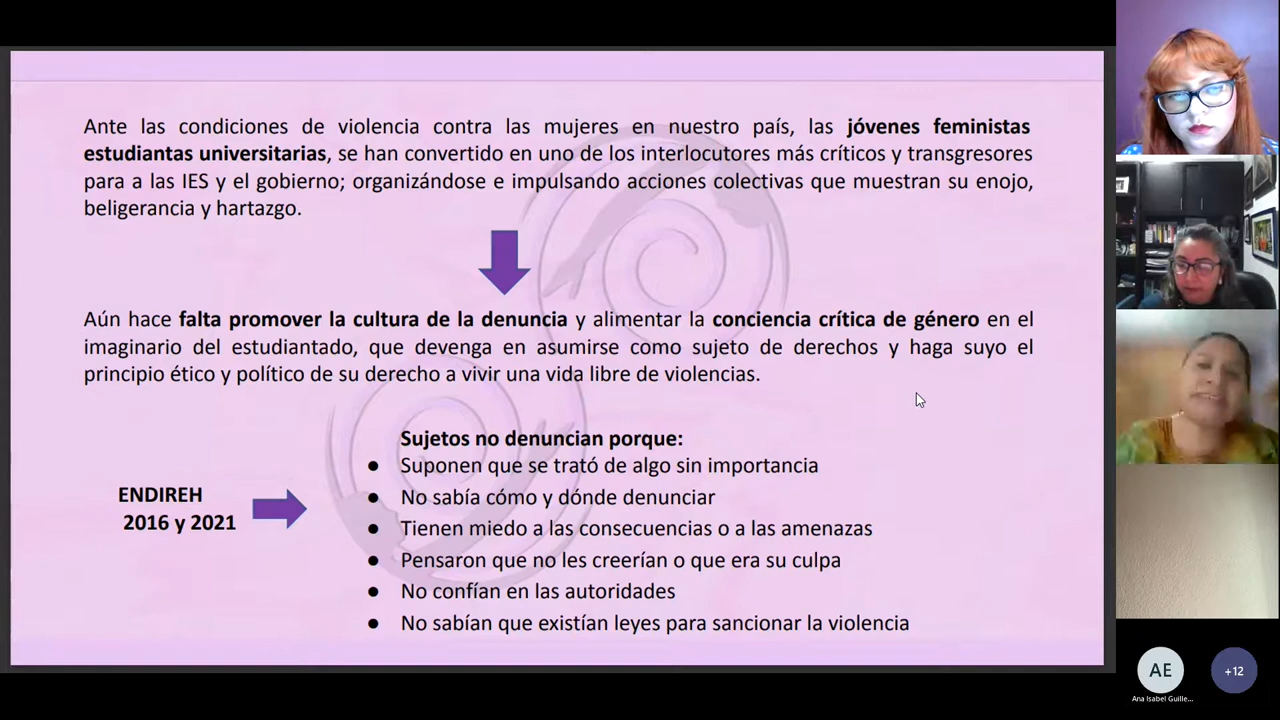 Ante las condiciones de violencia contra las mujeres en nuestro país, las jóvenes feministas
estudiantas universitarias, se han convertido en uno de los interlocutores más críticos y transgresores
para a las IES y el gobierno; organizándose e impulsando acciones colectivas que muestran su enojo,
beligerancia y hartazgo.
Aún hace falta promover la cultura de la denuncia y alimentar la conciencia crítica de género en el
imaginario del estudiantado, que devenga en asumirse como sujeto de derechos y haga suyo el
principio ético y político de su derecho a vivir una vida libre de violencias.
ENDIREH
2016 y 2021
Sujetos no denuncian porque:
● Suponen que se trató de algo sin importancia
● No sabía cómo y dónde denunciar
● Tienen miedo a las consecuencias o a las amenazas
● Pensaron que no les creerían o que era su culpa
● No confían en las autoridades
● No sabían que existían leyes para sancionar la violencia
AE
+12
Ana Isabel Guille...